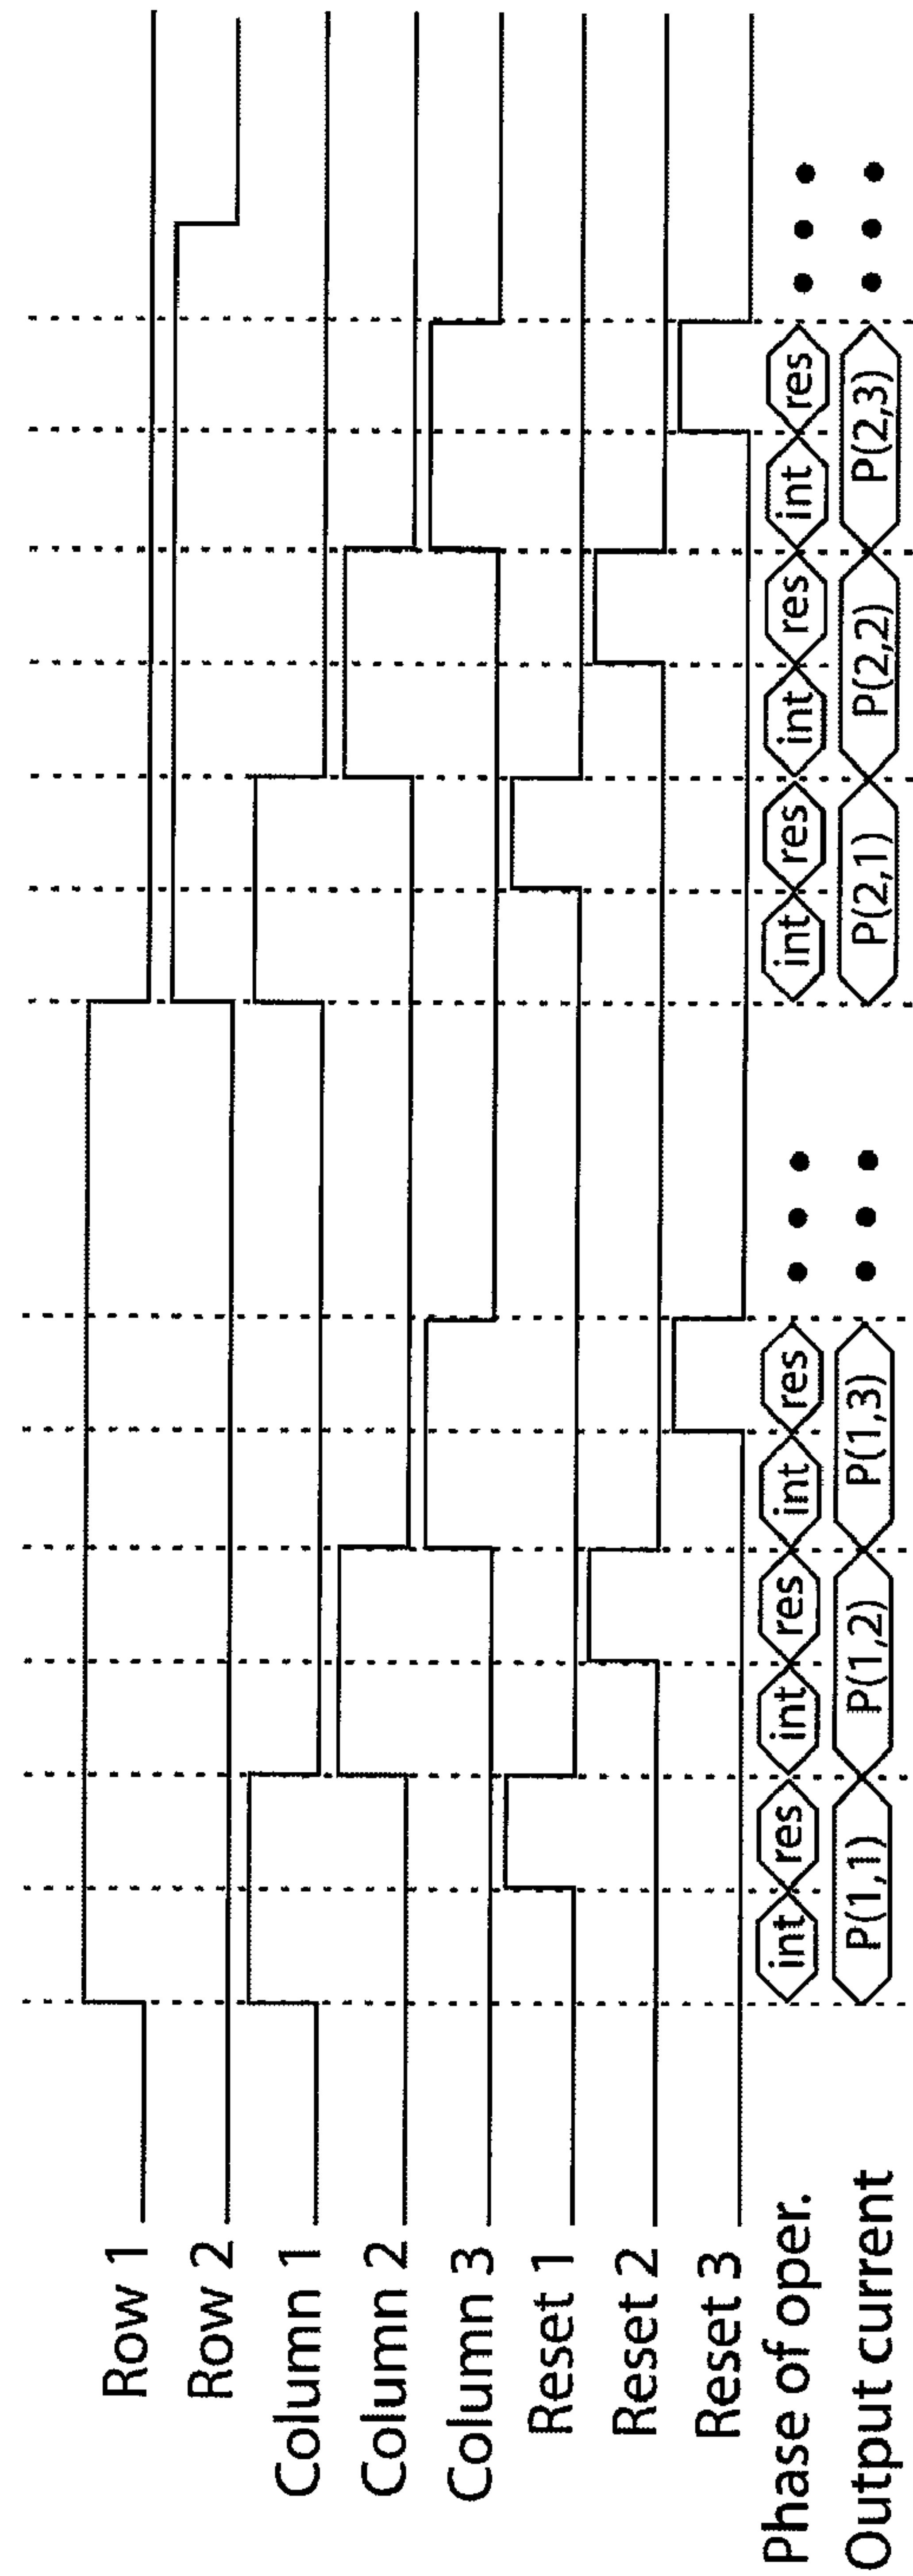 Row 1
Row 2
Column 1
Column 2
Column 3
Reset 1
Reset 2
Reset 3
Phase of oper. int res int res int res int res int res int res
Output current P(1,1) P(1,2) P(1,3) P(2,1) P(2,2) P(2,3)